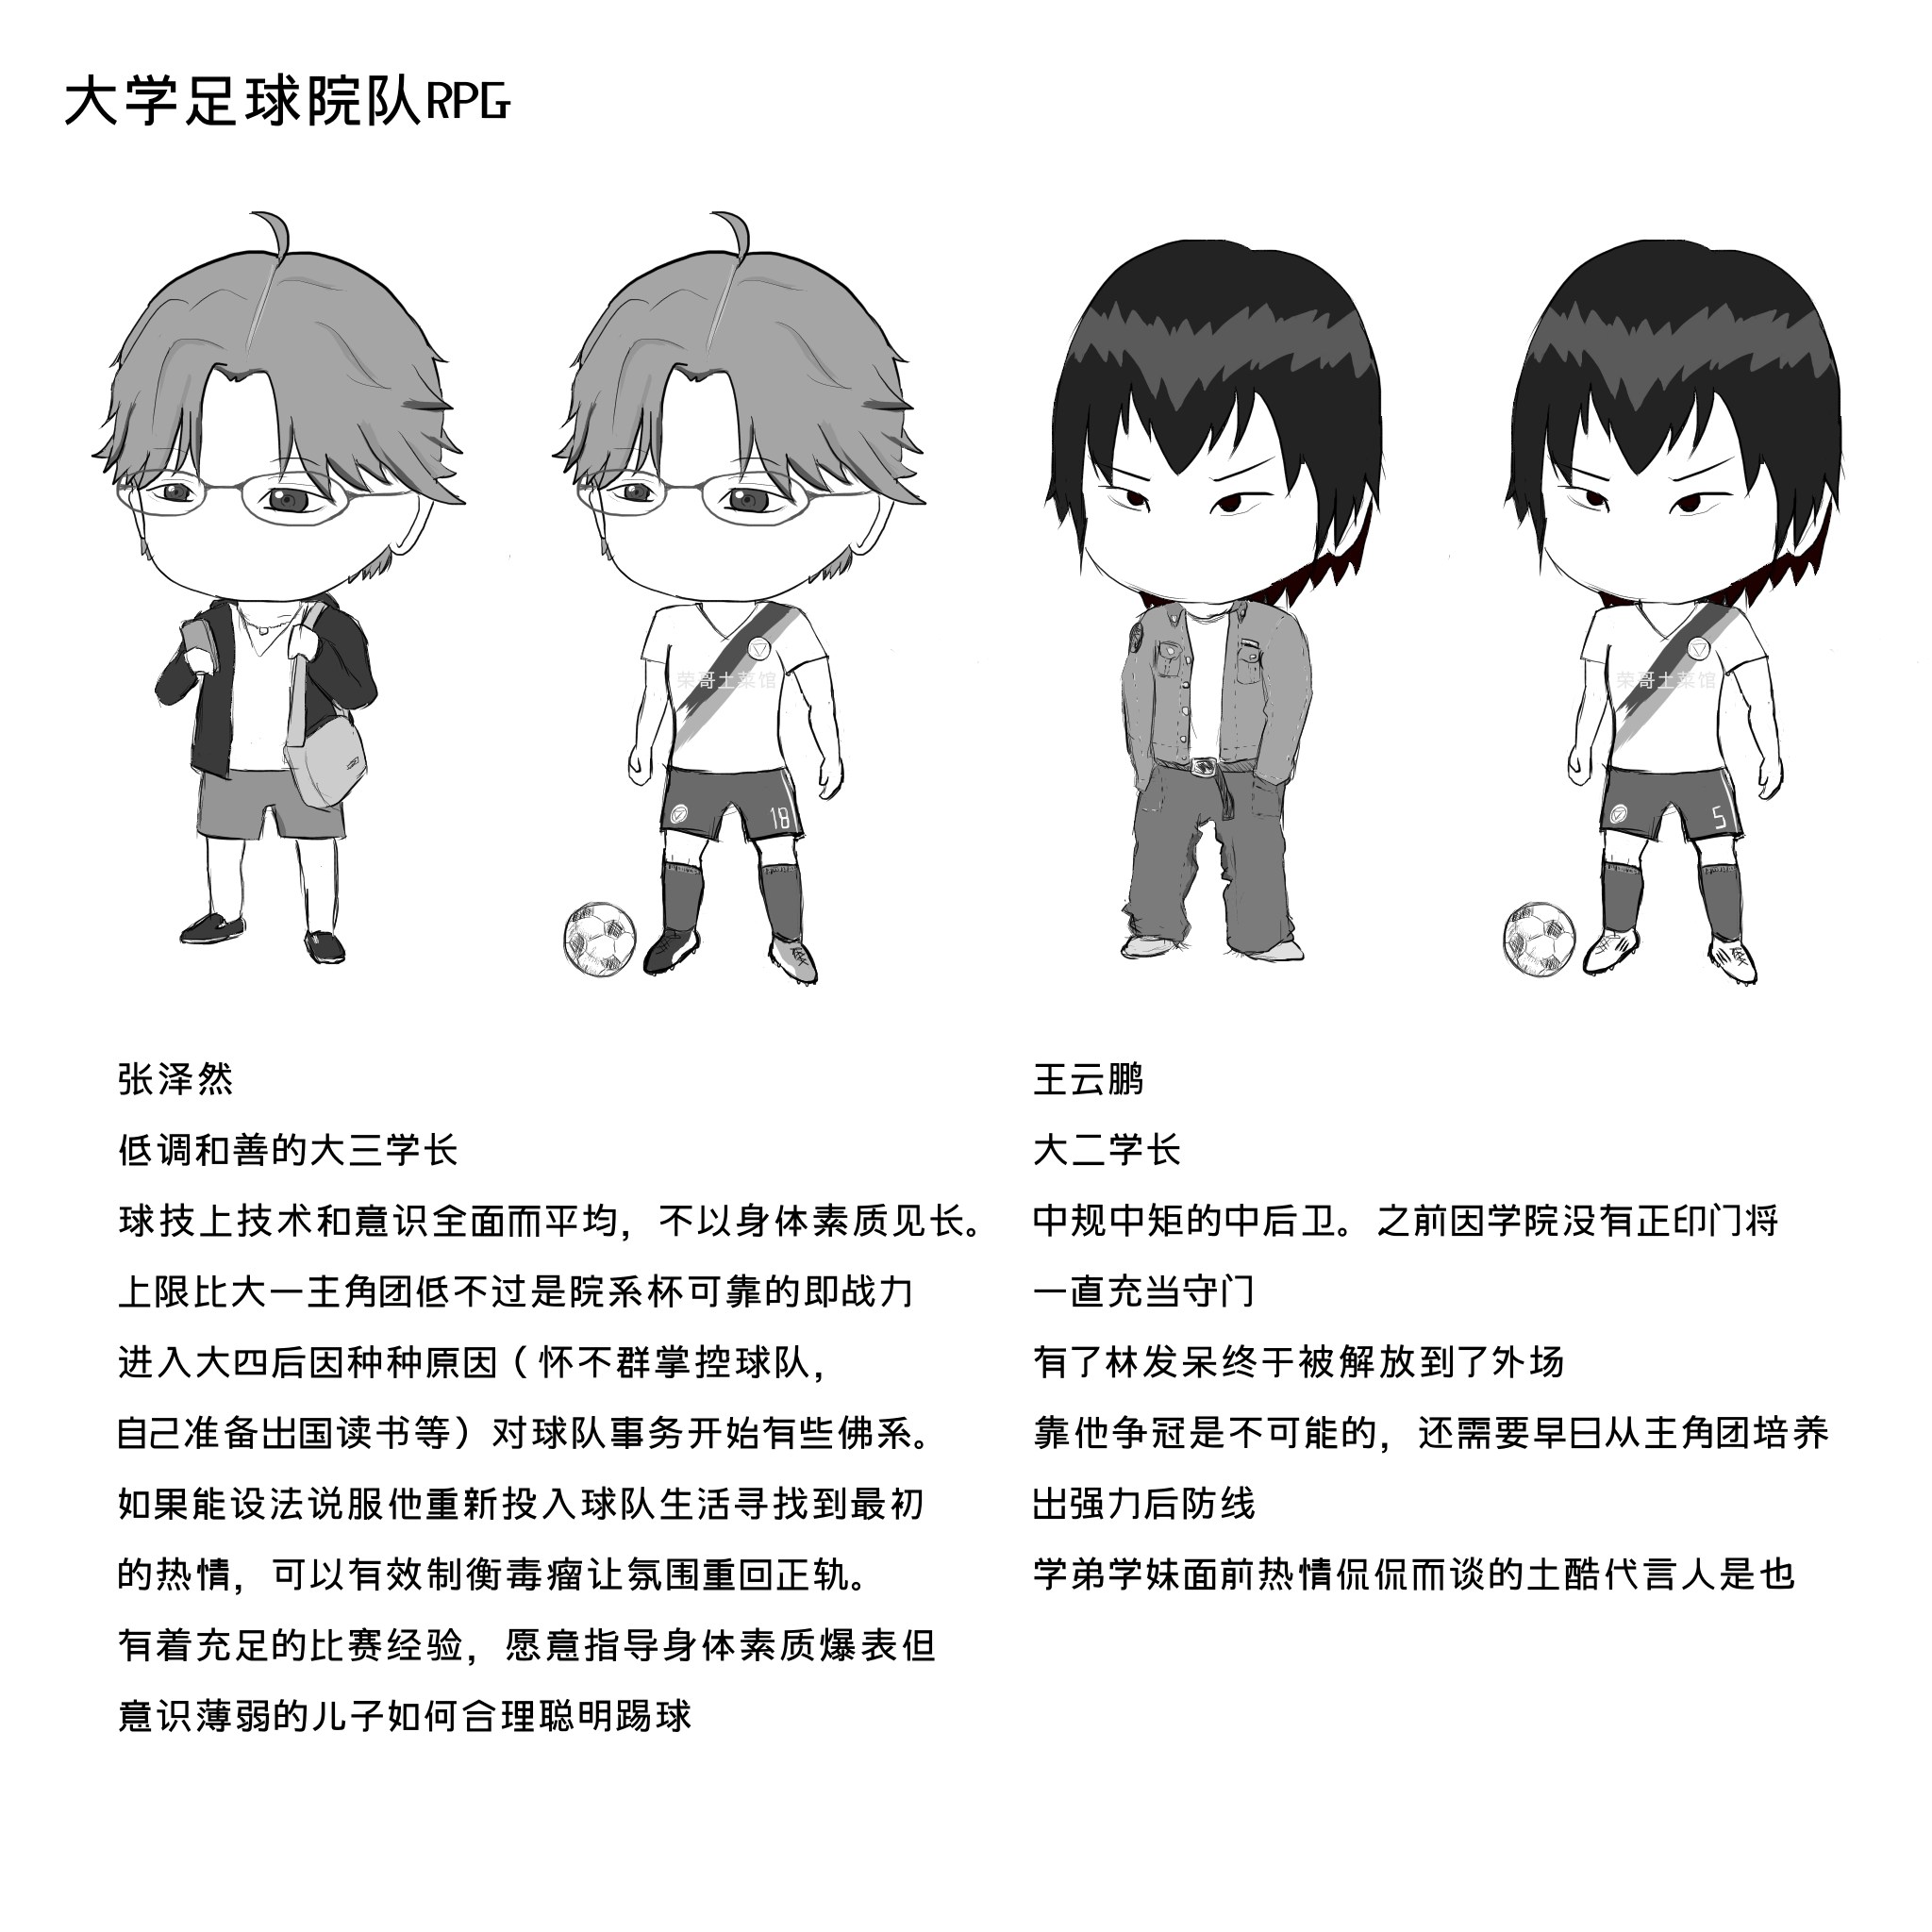 大学足球院队RPG
荣哥土菜馆
18
荣哥土菜馆
5
张泽然
低调和善的大三学长
球技上技术和意识全面而平均，不以身体素质见长。
上限比大一主角团低不过是院系杯可靠的即战力
进入大四后因种种原因（怀不群掌控球队，
自己准备出国读书等）对球队事务开始有些佛系。
如果能设法说服他重新投入球队生活寻找到最初
的热情，可以有效制衡毒瘤让氛围重回正轨。
有着充足的比赛经验，愿意指导身体素质爆表但
意识薄弱的儿子如何合理聪明踢球
王云鹏
大二学长
中规中矩的中后卫。之前因学院没有正印门将
一直充当守门
有了林发呆终于被解放到了外场
靠他争冠是不可能的，还需要早日从主角团培养
出强力后防线
学弟学妹面前热情侃侃而谈的土酷代言人是也